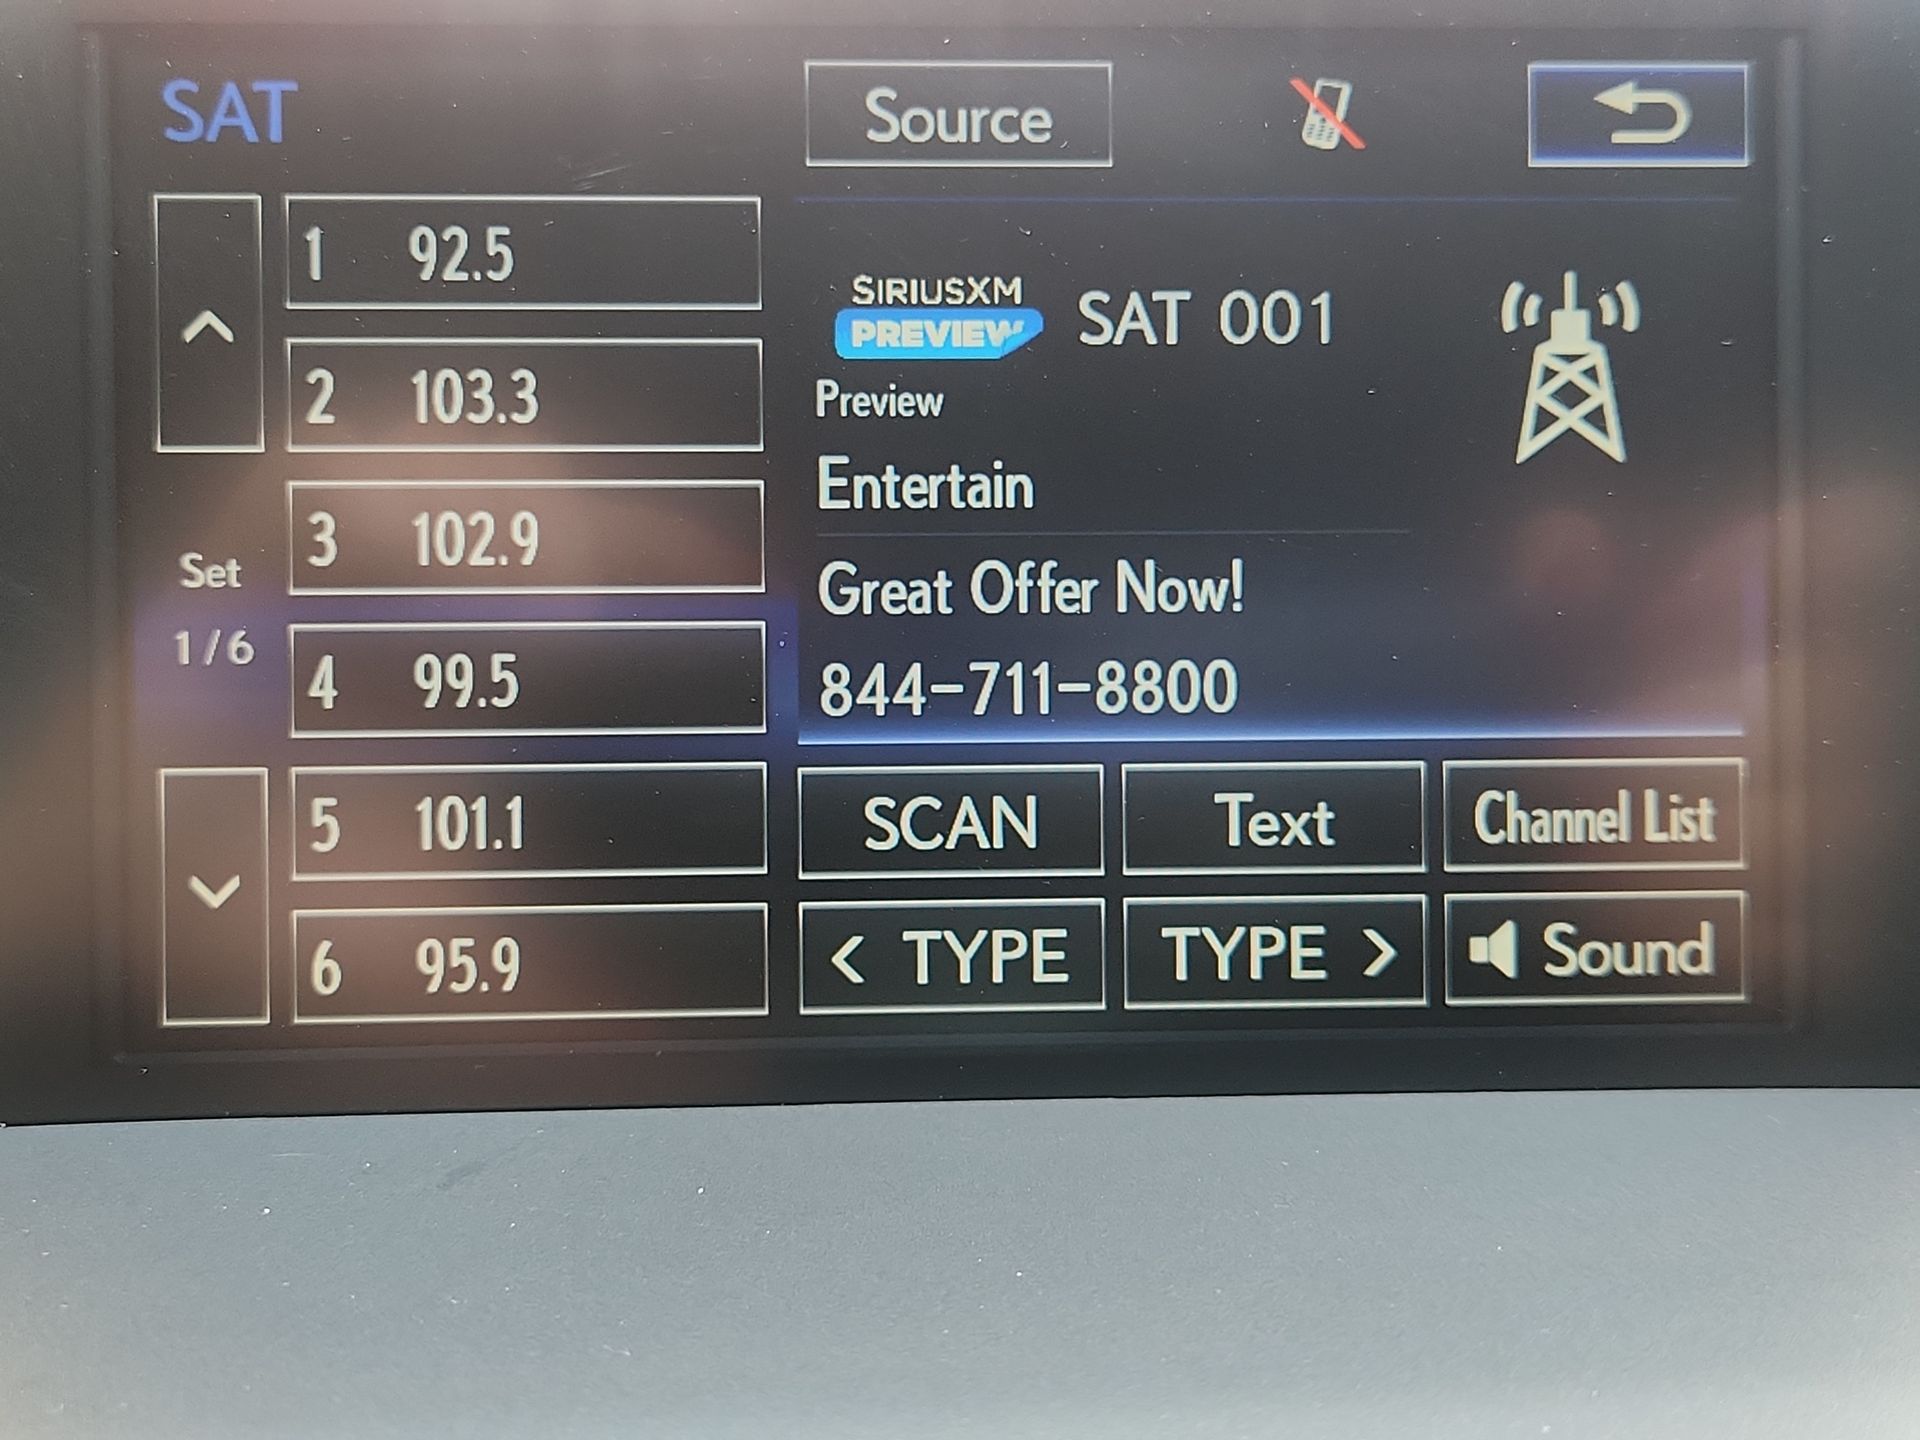 SAT
Source
1 92.5
2 103.3
3 102.9
4 99.5
5 101.1
6 95.9
Set
1/6
SIRIUSXM
PREVIEW
SAT 001
Preview
Entertain
Great Offer Now!
844-711-8800
SCAN
Text
Channel List
< TYPE
TYPE >
Sound